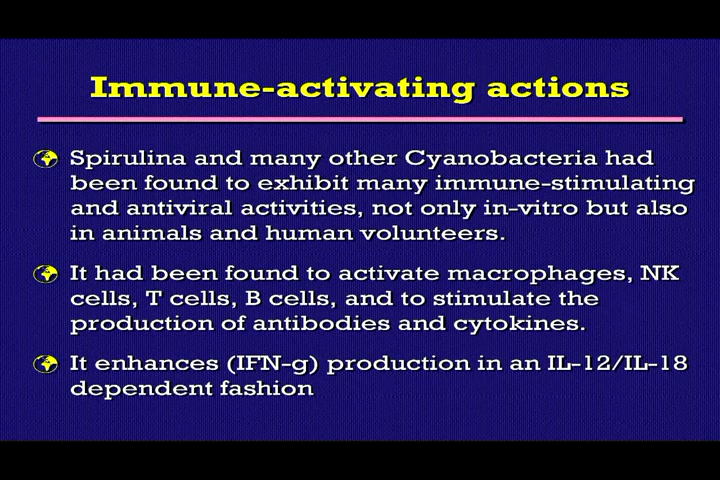 Immune-activating actions
Spirulina and many other Cyanobacteria had
been found to exhibit many immune-stimulating
and antiviral activities, not only in-vitro but also
in animals and human volunteers.
It had been found to activate macrophages, NK
cells, T cells, B cells, and to stimulate the
production of antibodies and cytokines.
It enhances (IFN-g) production in an IL-12/IL-18
dependent fashion